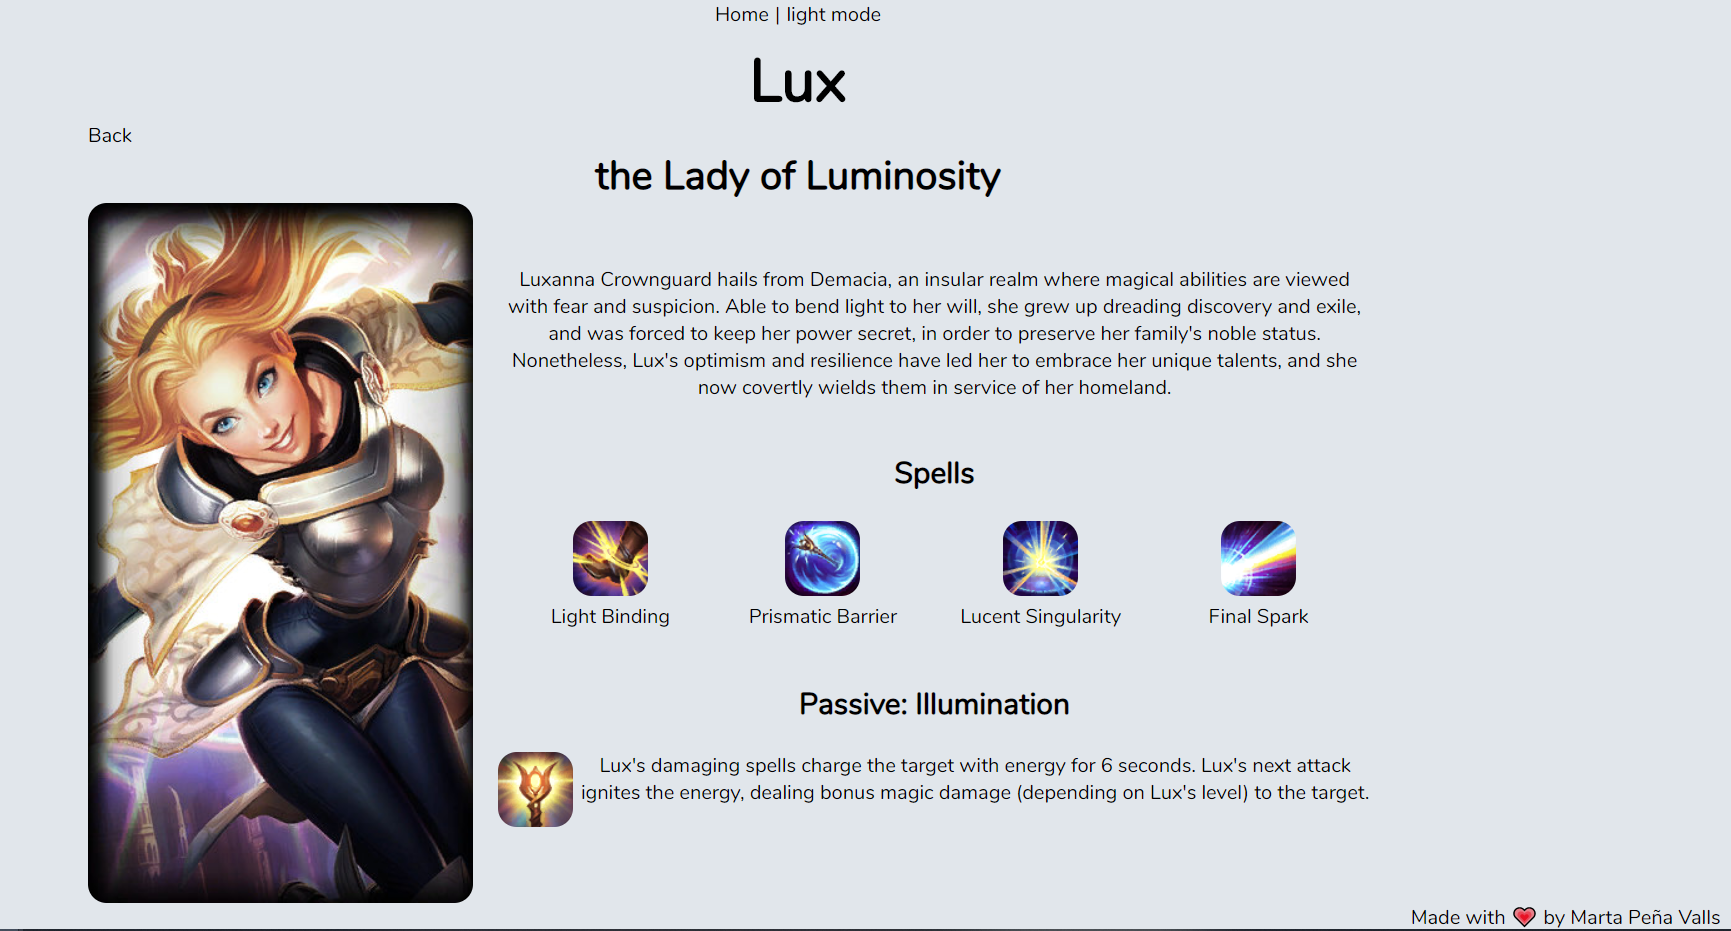 Home | light mode
Lux
Back
the Lady of Luminosity
Luxanna Crownguard hails from Demacia, an insular realm where magical abilities are viewed
with fear and suspicion. Able to bend light to her will, she grew up dreading discovery and exile,
and was forced to keep her power secret, in order to preserve her family's noble status.
Nonetheless, Lux's optimism and resilience have led her to embrace her unique talents, and she
now covertly wields them in service of her homeland.
Spells
Light Binding Prismatic Barrier Lucent Singularity Final Spark
Passive: Illumination
Lux's damaging spells charge the target with energy for 6 seconds. Lux's next attack
ignites the energy, dealing bonus magic damage (depending on Lux's level) to the target.
Made with ❤️ by Marta Peña Valls